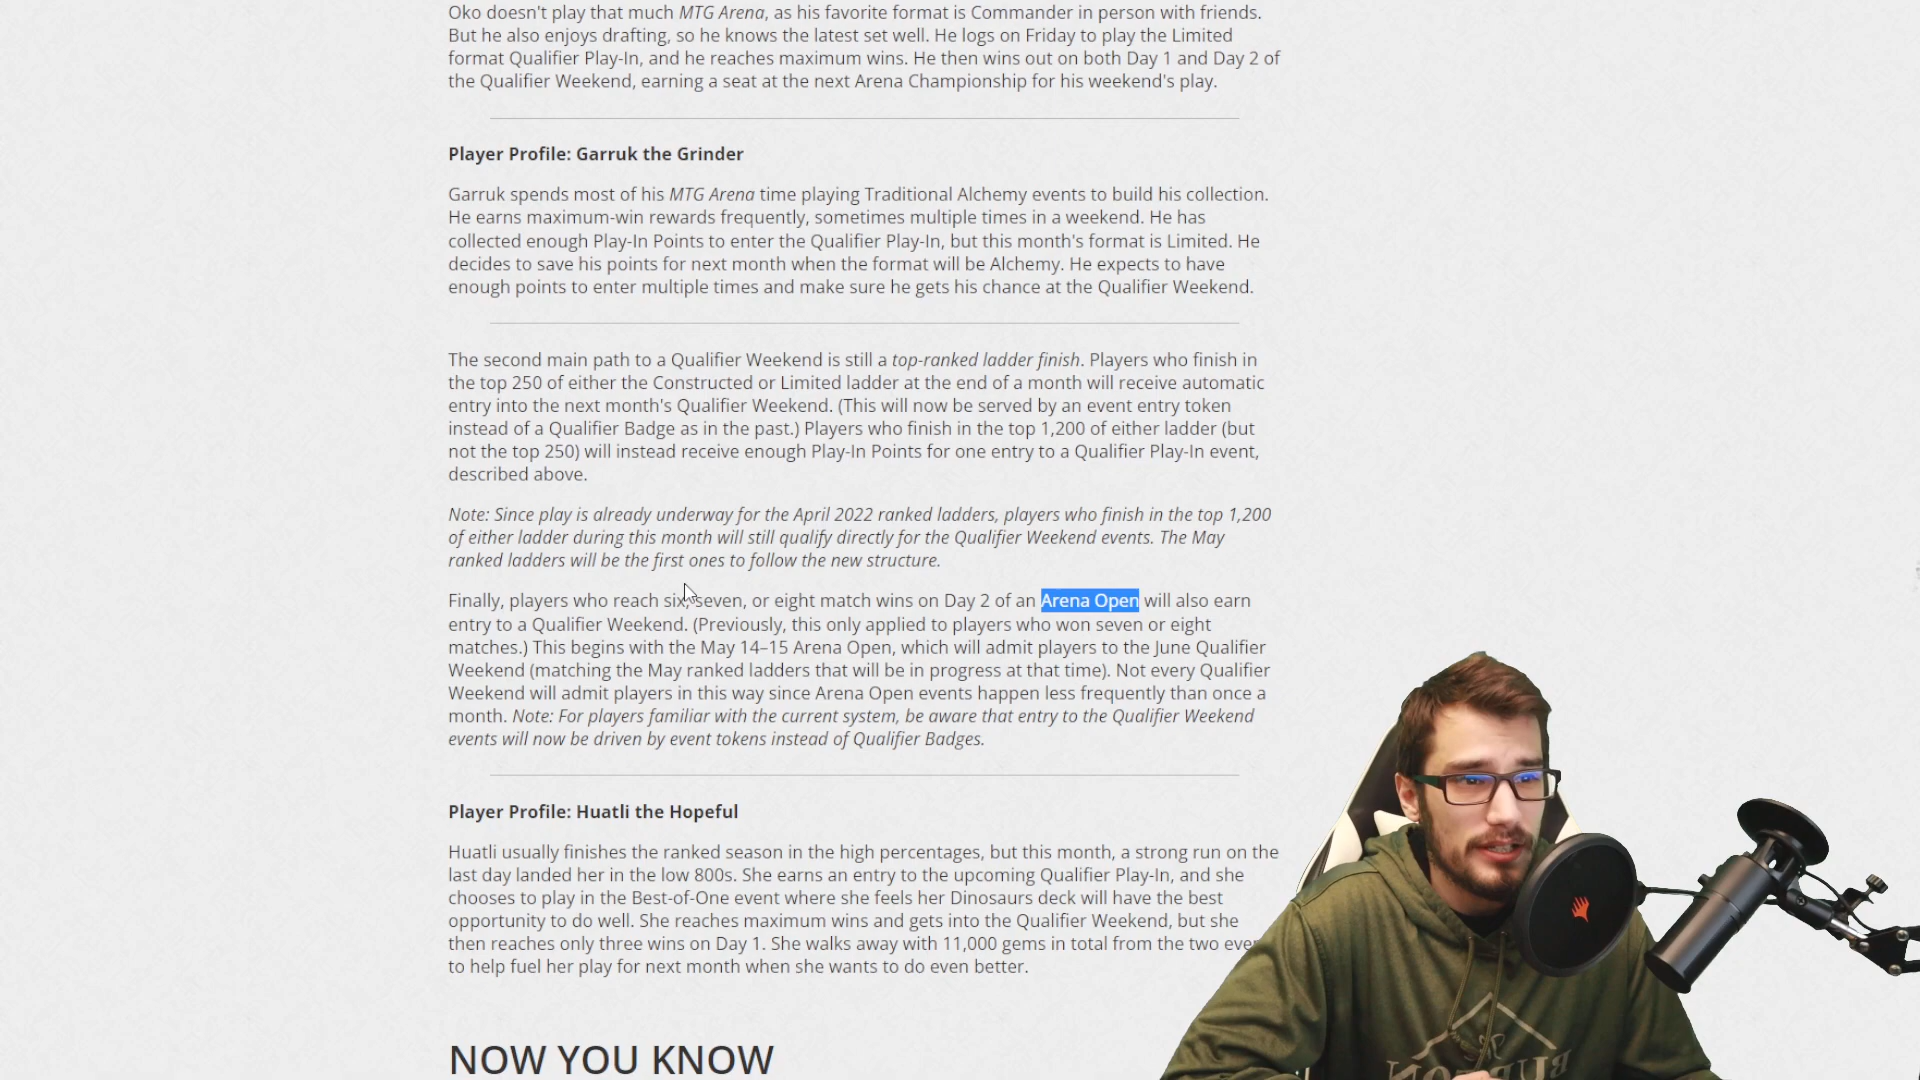 Oko doesn't play that much MTG Arena, as his favorite format is Commander in person with friends.
But he also enjoys drafting, so he knows the latest set well. He logs on Friday to play the Limited
format Qualifier Play-In, and he reaches maximum wins. He then wins out on both Day 1 and Day 2 of
the Qualifier Weekend, earning a seat at the next Arena Championship for his weekend's play.
Player Profile: Garruk the Grinder
Garruk spends most of his MTG Arena time playing Traditional Alchemy events to build his collection.
He earns maximum-win rewards frequently, sometimes multiple times in a weekend. He has
collected enough Play-In Points to enter the Qualifier Play-In, but this month's format is Limited. He
decides to save his points for next month when the format will be Alchemy. He expects to have
enough points to enter multiple times and make sure he gets his chance at the Qualifier Weekend.
The second main path to a Qualifier Weekend is still a top-ranked ladder finish. Players who finish in
the top 250 of either the Constructed or Limited ladder at the end of a month will receive automatic
entry into the next month's Qualifier Weekend. (This will now be served by an event entry token
instead of a Qualifier Badge as in the past.) Players who finish in the top 1,200 of either ladder (but
not the top 250) will instead receive enough Play-In Points for one entry to a Qualifier Play-In event,
described above.
Note: Since play is already underway for the April 2022 ranked ladders, players who finish in the top 1,200
of either ladder during this month will still qualify directly for the Qualifier Weekend events. The May
ranked ladders will be the first ones to follow the new structure.
Finally, players who reach six, seven, or eight match wins on Day 2 of an Arena Open will also earn
entry to a Qualifier Weekend. (Previously, this only applied to players who won seven or eight
matches.) This begins with the May 14–15 Arena Open, which will admit players to the June Qualifier
Weekend (matching the May ranked ladders that will be in progress at that time). Not every Qualifier
Weekend will admit players in this way since Arena Open events happen less frequently than once a
month. Note: For players familiar with the current system, be aware that entry to the Qualifier Weekend
events will now be driven by event tokens instead of Qualifier Badges.
Player Profile: Huatli the Hopeful
Huatli usually finishes the ranked season in the high percentages, but this month, a strong run on the
last day landed her in the low 800s. She earns an entry to the upcoming Qualifier Play-In, and she
chooses to play in the Best-of-One event where she feels her Dinosaurs deck will have the best
opportunity to do well. She reaches maximum wins and gets into the Qualifier Weekend, but she
then reaches only three wins on Day 1. She walks away with 11,000 gems in total from the two
to help fuel her play for next month when she wants to do even better.
NOW YOU KNOW